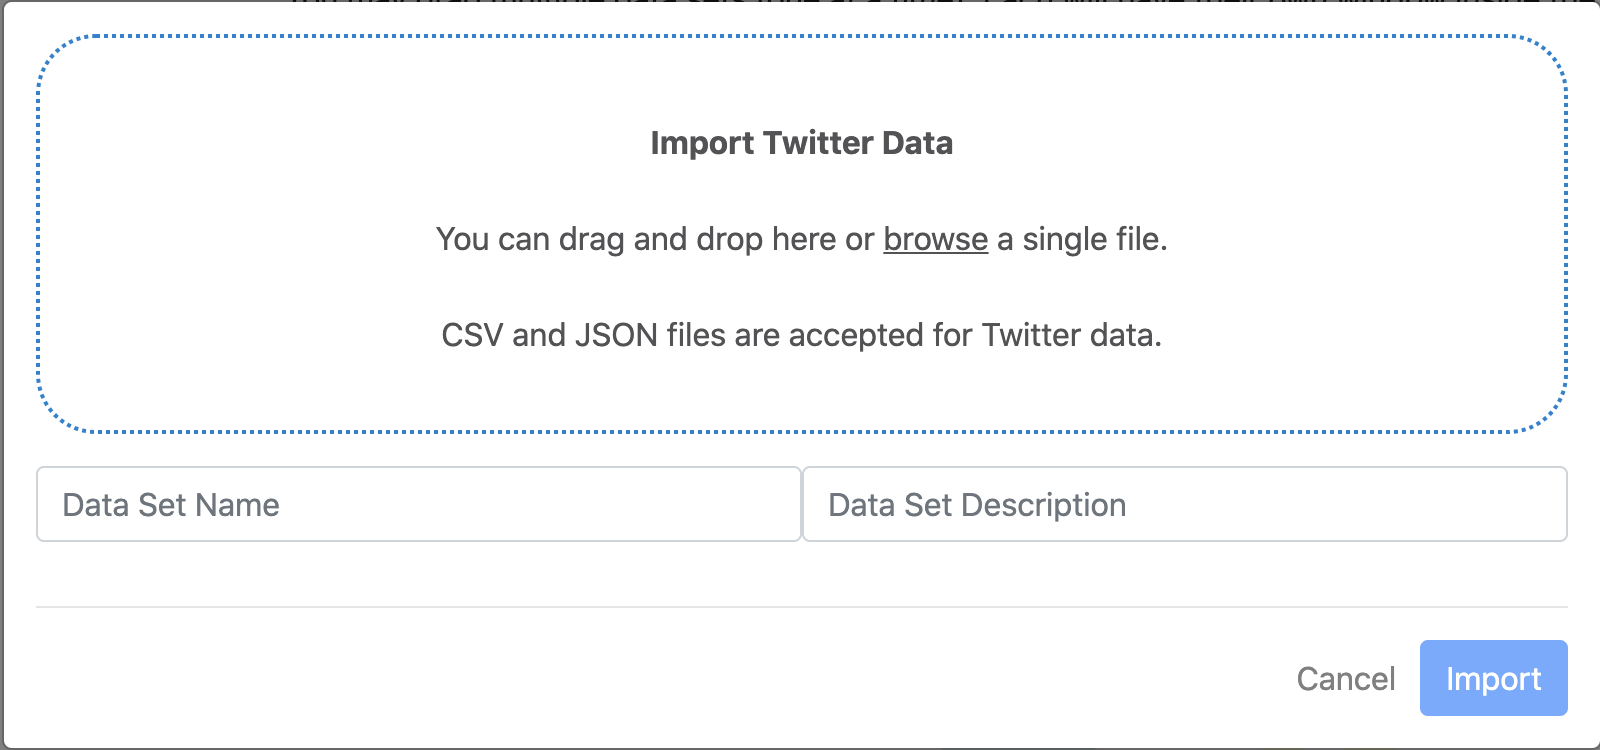 Import Twitter Data
You can drag and drop here or browse a single file.
CSV and JSON files are accepted for Twitter data.
Data Set Name
Data Set Description
Cancel
Import